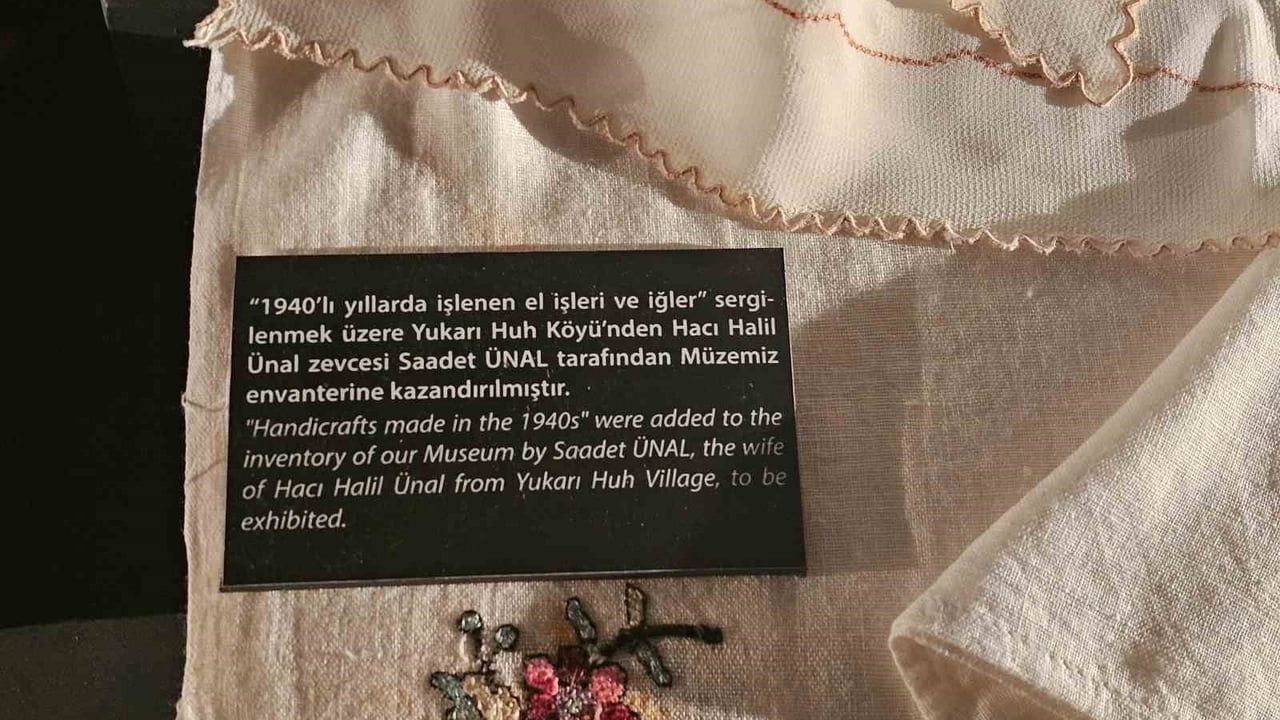 “1940’lı yıllarda işlenen el işleri ve iğler” sergi-
lenmek üzere Yukarı Huh Köyü’nden Hacı Halil
Ünal zevcesi Saadet ÜNAL tarafından Müzemiz
envanterine kazandırılmıştır.
"Handicrafts made in the 1940s" were added to the
inventory of our Museum by Saadet ÜNAL, the wife
of Hacı Halil Ünal from Yukarı Huh Village, to be
exhibited.